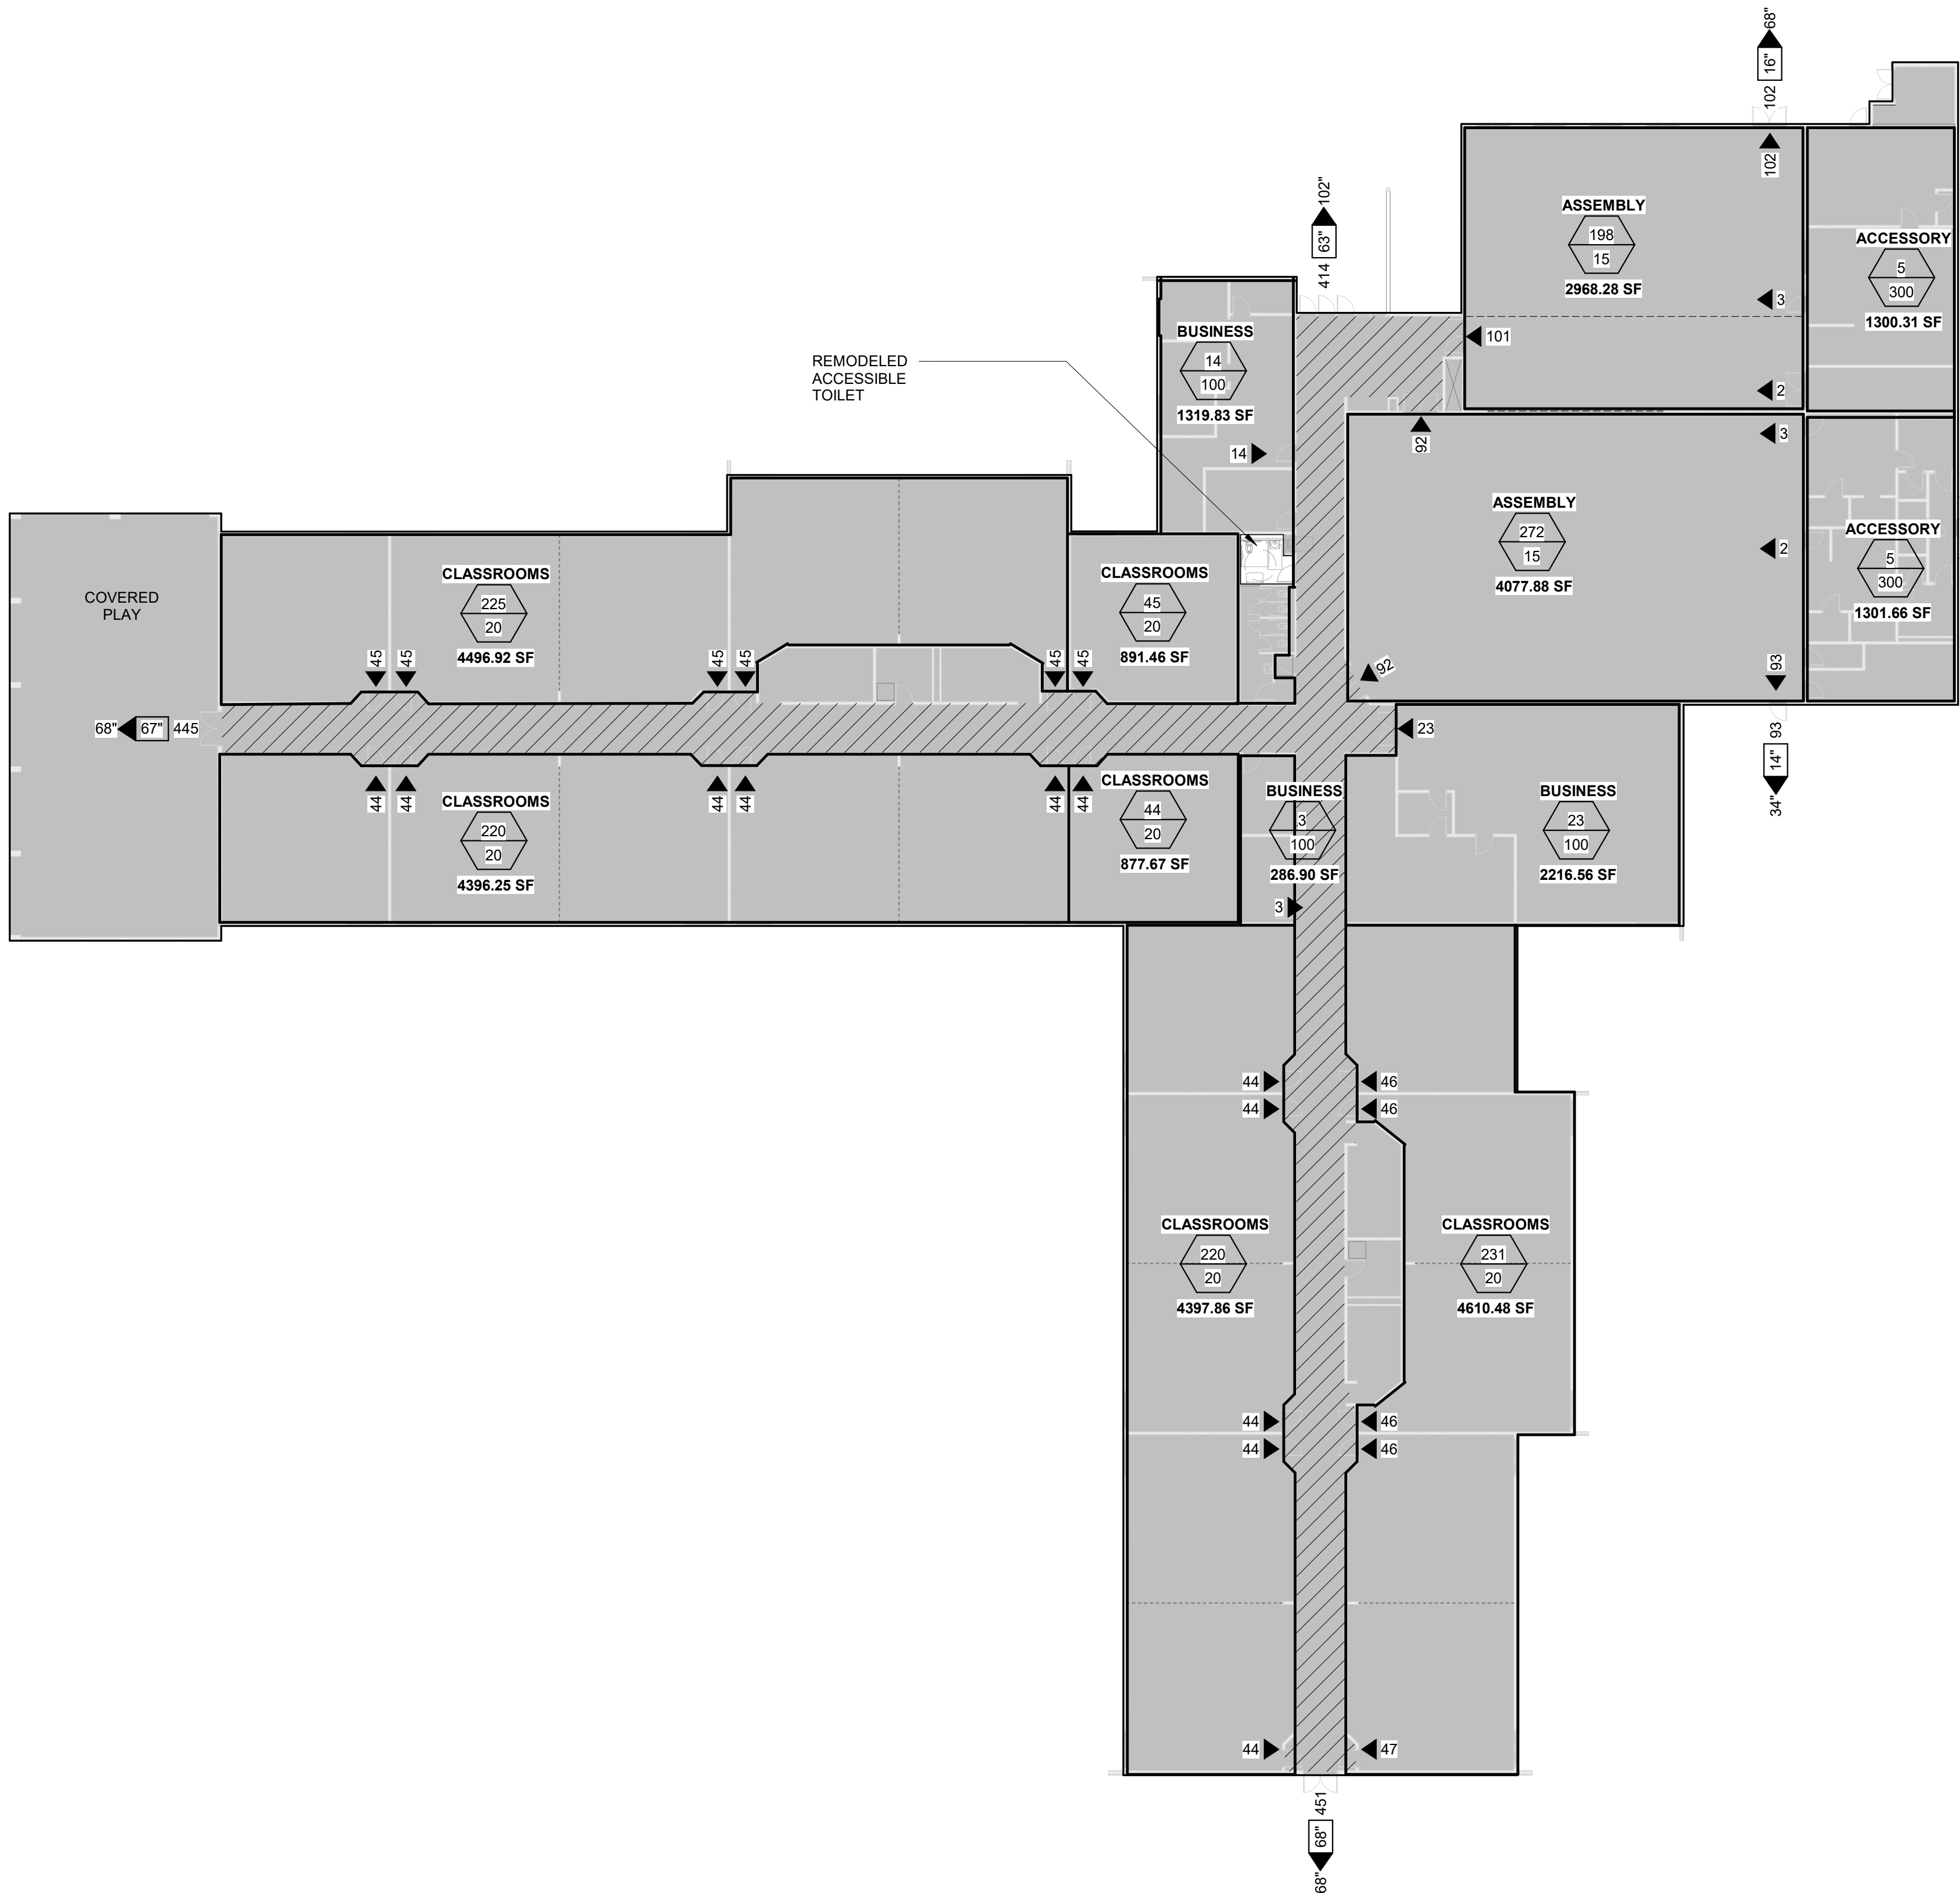 68"
16"
102
102
ASSEMBLY
198
15
2968.28 SF
ACCESSORY
5
300
1300.31 SF
102"
63"
414
3
101
2
BUSINESS
14
100
1319.83 SF
14
REMODELED
ACCESSIBLE
TOILET
92
3
ASSEMBLY
272
15
4077.88 SF
2
ACCESSORY
5
300
1301.66 SF
92
93
93
14"
34"
COVERED
PLAY
CLASSROOMS
225
20
4496.92 SF
CLASSROOMS
45
20
891.46 SF
45
45
45
45
45
45
68"
67"
445
23
44
44
44
44
44
44
CLASSROOMS
220
20
4396.25 SF
CLASSROOMS
44
20
877.67 SF
BUSINESS
3
100
286.90 SF
3
BUSINESS
23
100
2216.56 SF
44
46
44
46
CLASSROOMS
220
20
4397.86 SF
CLASSROOMS
231
20
4610.48 SF
44
46
44
46
44
47
451
68"
68"